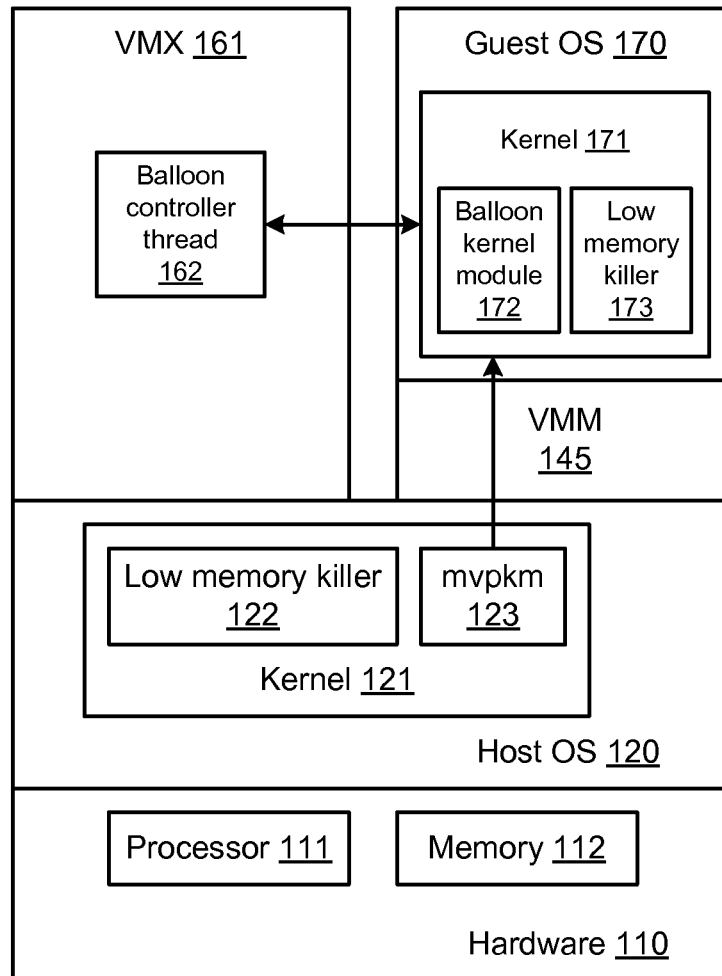 VMX 161
Guest OS 170
Kernel 171
Balloon
controller
thread
162
Balloon
kernel
module
172
Low
memory
killer
173
VMM
145
Low memory killer
122
mvpkm
123
Kernel 121
Host OS 120
Processor 111
Memory 112
Hardware 110